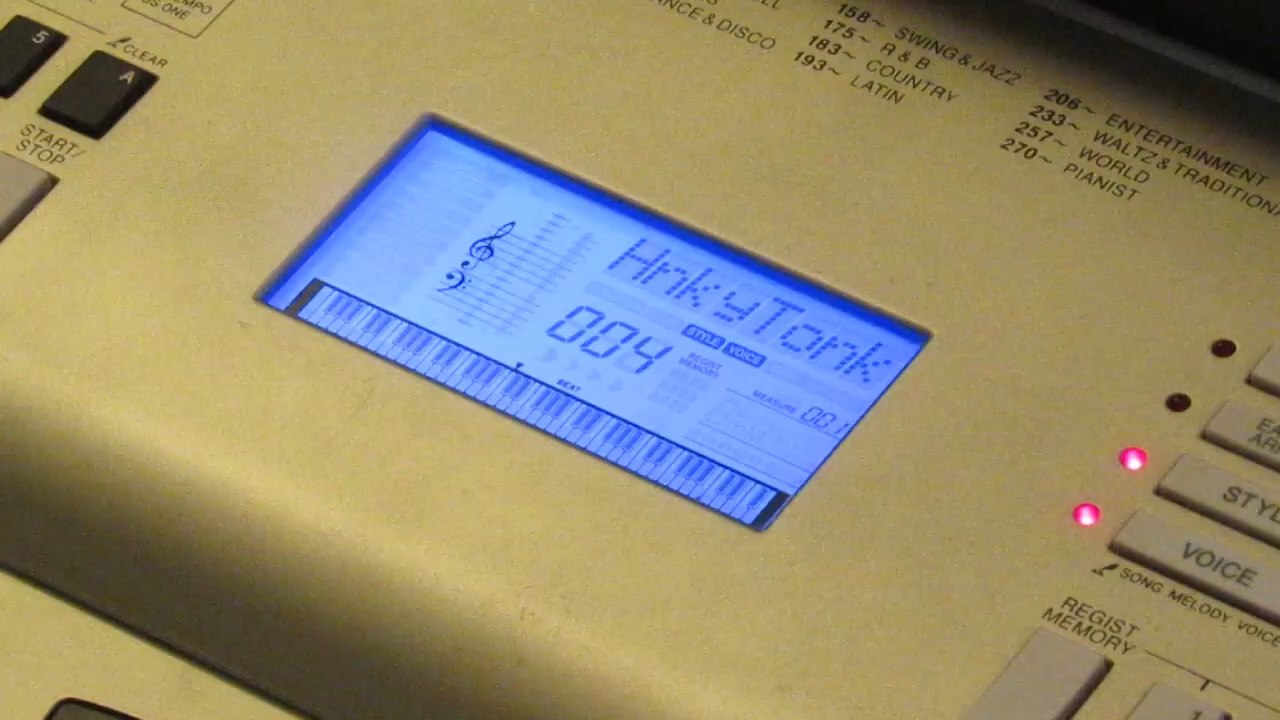 5
A
CLEAR
START/
STOP
ANCE & DISCO
158~ SWING & JAZZ
175~ R & B
183~ COUNTRY
193~ LATIN
206~ ENTERTAINMENT
233~ WALTZ & TRADITIONA
257~ WORLD
270~ PIANIST
HnkyTonk
004
STYLE VOICE
REGIST
MEMORY
BEAT
MEASURE 001
STYL
VOICE
SONG MELODY VOICE
REGIST
MEMORY
1